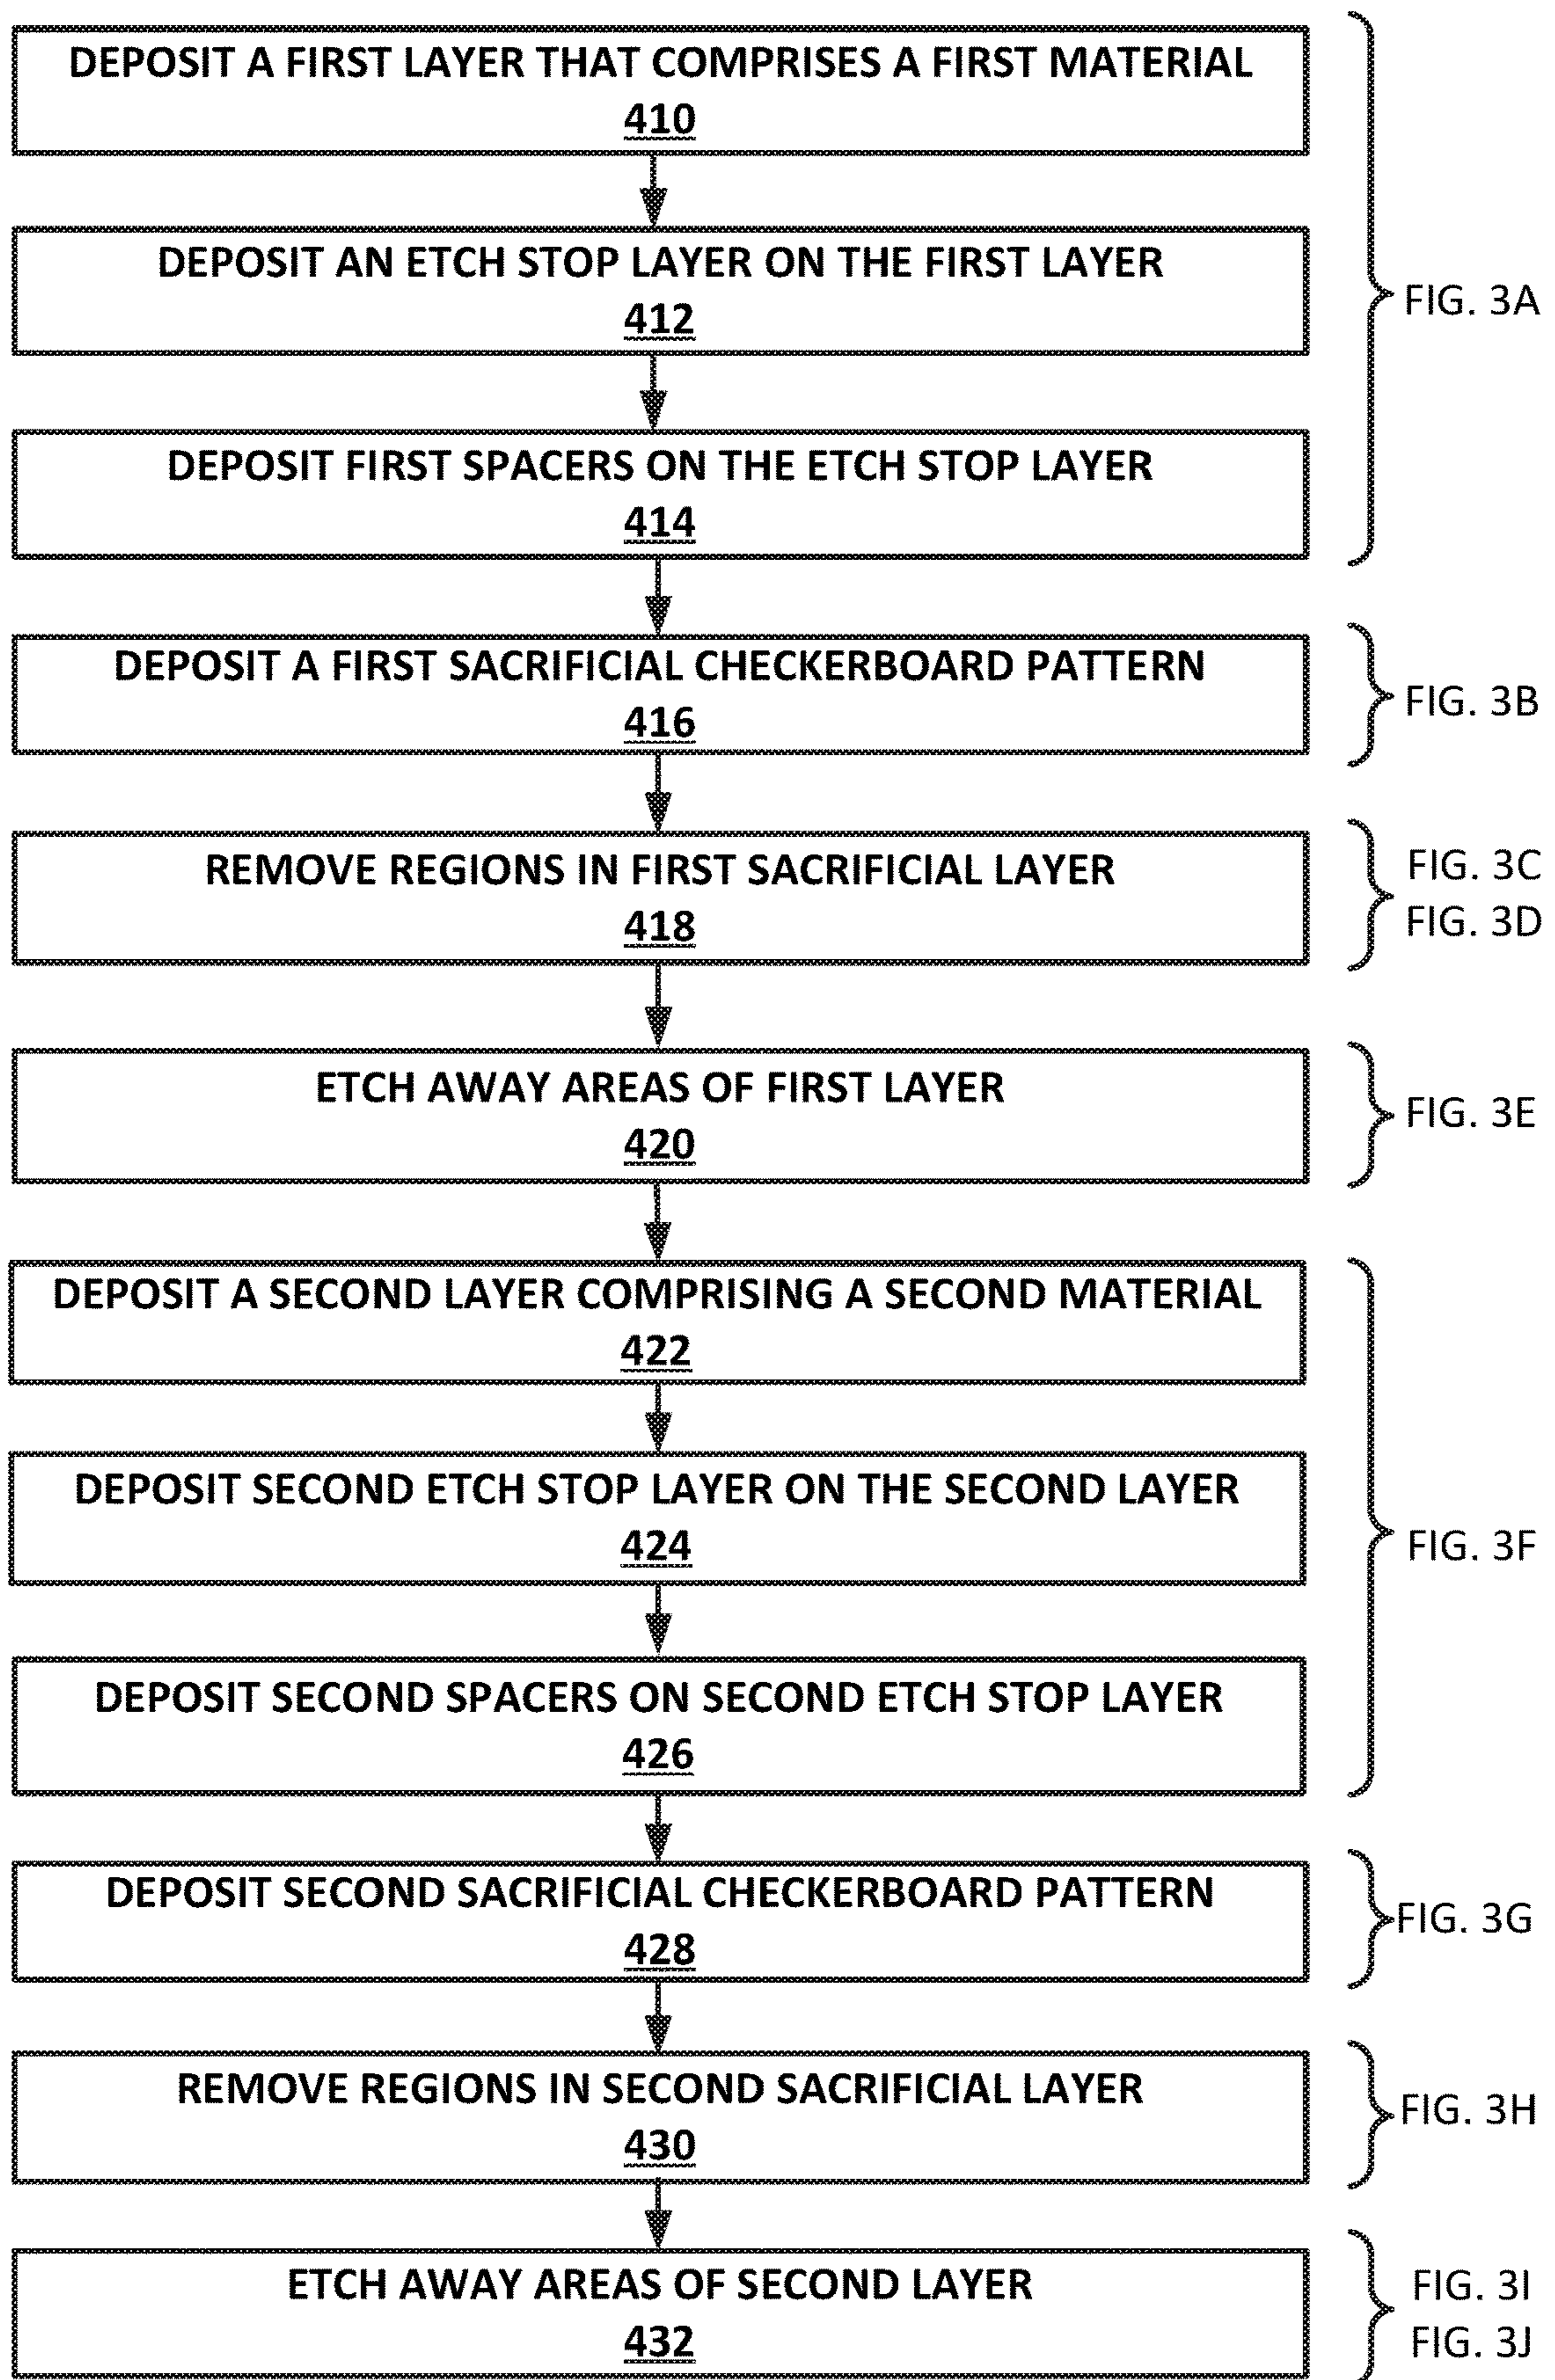 DEPOSIT A FIRST LAYER THAT COMPRISES A FIRST MATERIAL
410
DEPOSIT AN ETCH STOP LAYER ON THE FIRST LAYER
412
FIG. 3A
DEPOSIT FIRST SPACERS ON THE ETCH STOP LAYER
414
DEPOSIT A FIRST SACRIFICIAL CHECKERBOARD PATTERN
416
FIG. 3B
REMOVE REGIONS IN FIRST SACRIFICIAL LAYER
418
FIG. 3C
FIG. 3D
ETCH AWAY AREAS OF FIRST LAYER
420
FIG. 3E
DEPOSIT A SECOND LAYER COMPRISING A SECOND MATERIAL
422
DEPOSIT SECOND ETCH STOP LAYER ON THE SECOND LAYER
424
FIG. 3F
DEPOSIT SECOND SPACERS ON SECOND ETCH STOP LAYER
426
DEPOSIT SECOND SACRIFICIAL CHECKERBOARD PATTERN
428
FIG. 3G
REMOVE REGIONS IN SECOND SACRIFICIAL LAYER
430
FIG. 3H
ETCH AWAY AREAS OF SECOND LAYER
432
FIG. 3I
FIG. 3J